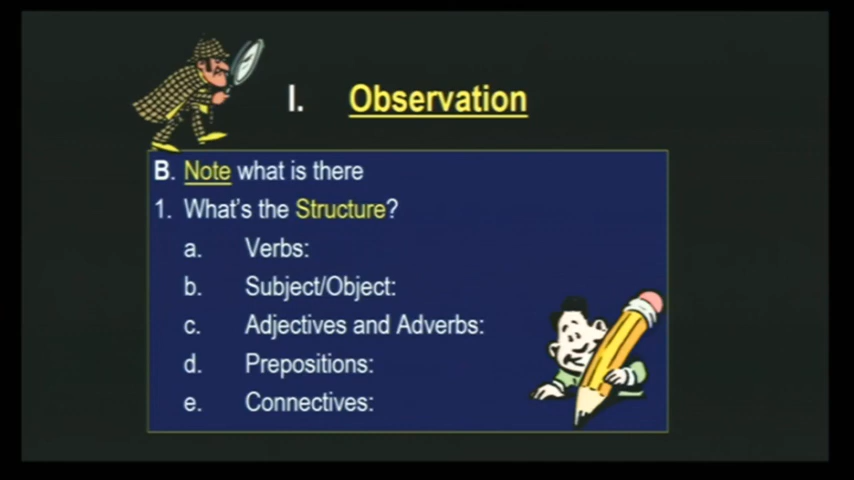 I. Observation
B. Note what is there
1. What's the Structure?
a. Verbs:
b. Subject/Object:
c. Adjectives and Adverbs:
d. Prepositions:
e. Connectives: